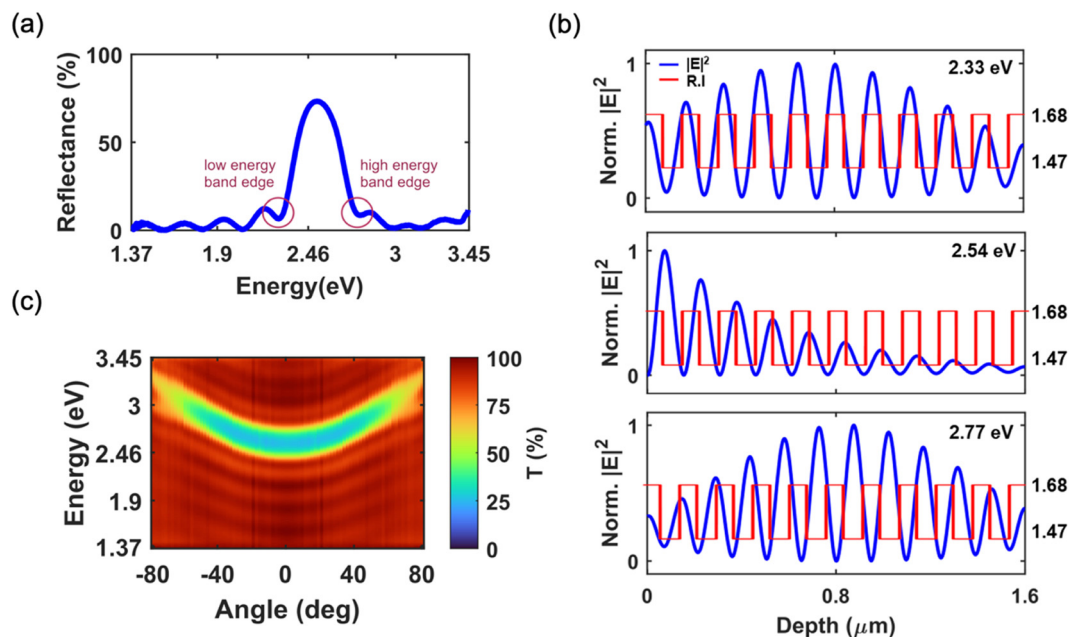 (a)
Reflectance (%)
100
50
0
low energy
band edge
high energy
band edge
1.37
1.9
2.46
3
3.45
Energy(eV)
(b)
Norm. |E|²
1
0
|E|²
R.I
2.33 eV
1.68
1.47
Norm. |E|²
1
0
2.54 eV
1.68
1.47
Norm. |E|²
1
0
2.77 eV
1.68
1.47
0
0.8
1.6
Depth (μm)
(c)
Energy (eV)
3.45
3
2.46
1.9
1.37
-80
-40
0
40
80
Angle (deg)
100
75
50
25
0
T (%)